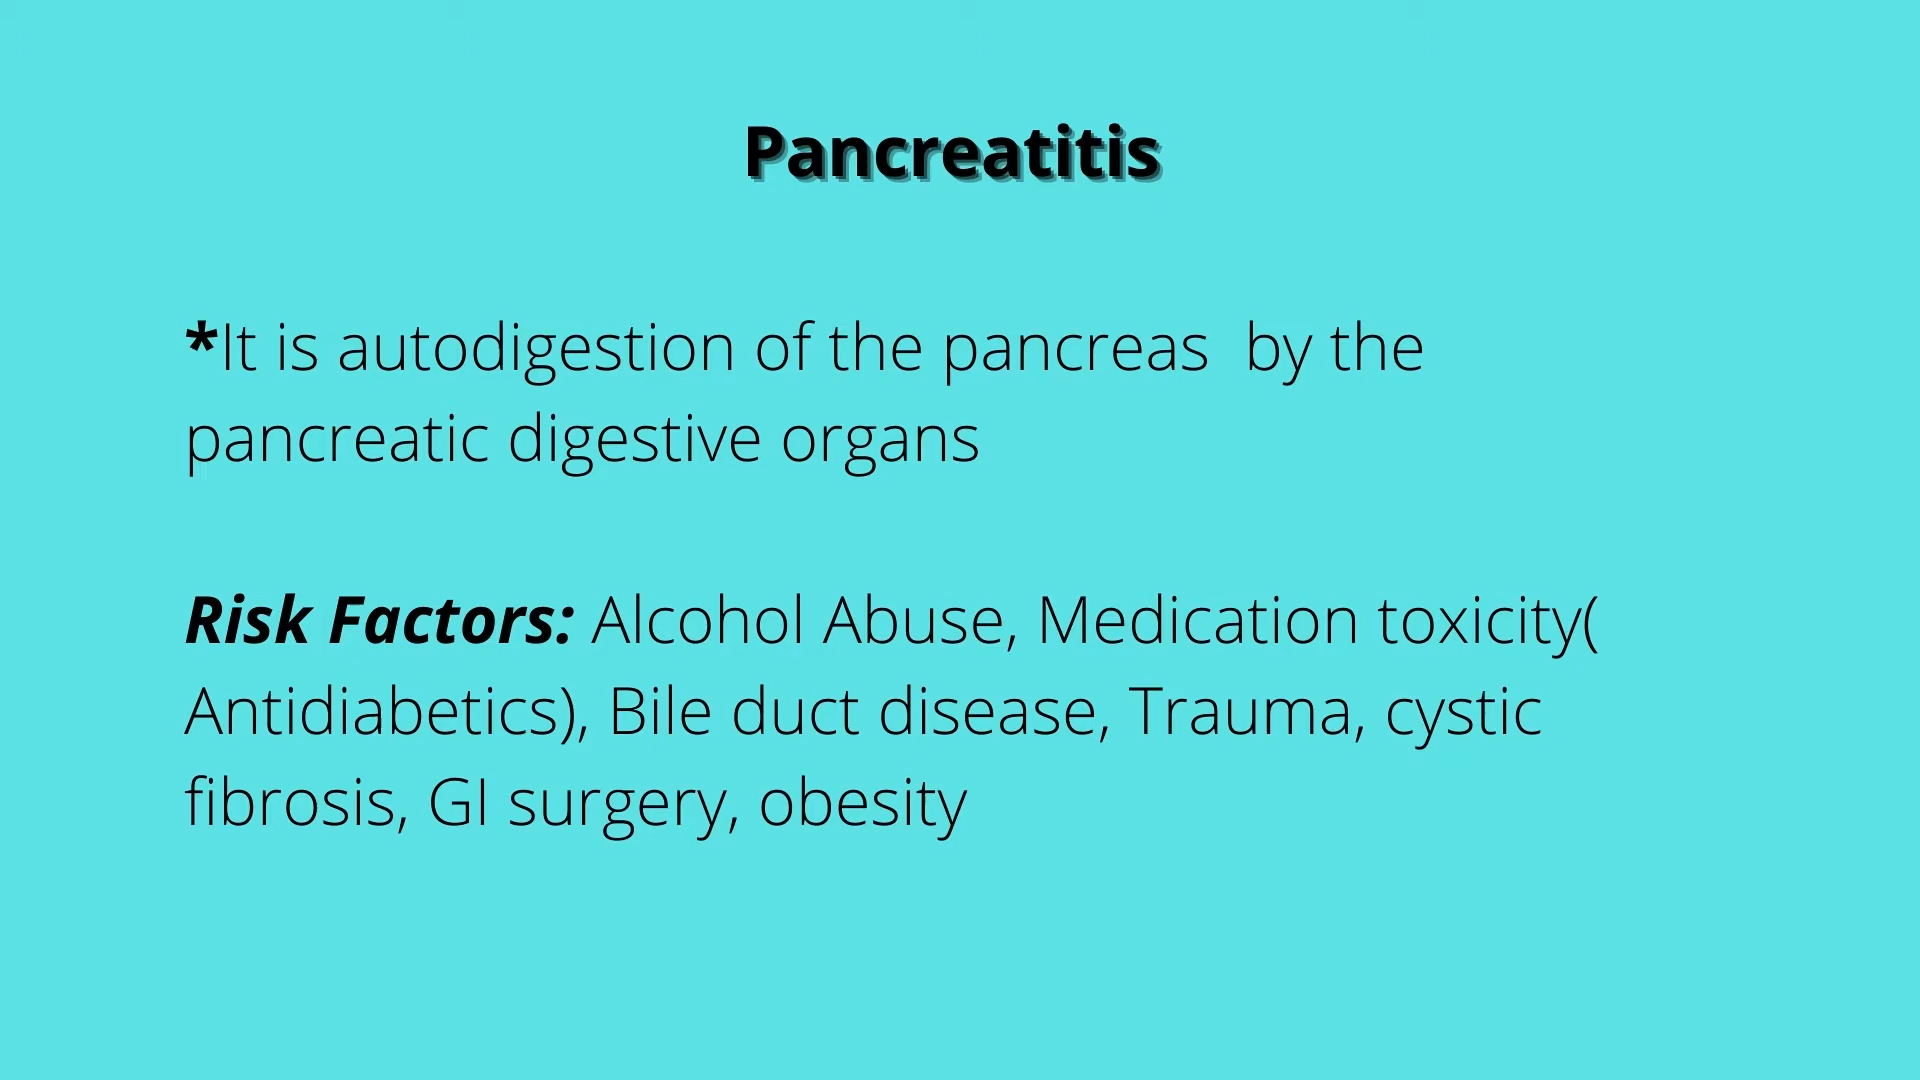 Pancreatitis
*It is autodigestion of the pancreas  by the
pancreatic digestive organs
Risk Factors: Alcohol Abuse, Medication toxicity(
Antidiabetics), Bile duct disease, Trauma, cystic
fibrosis, GI surgery, obesity